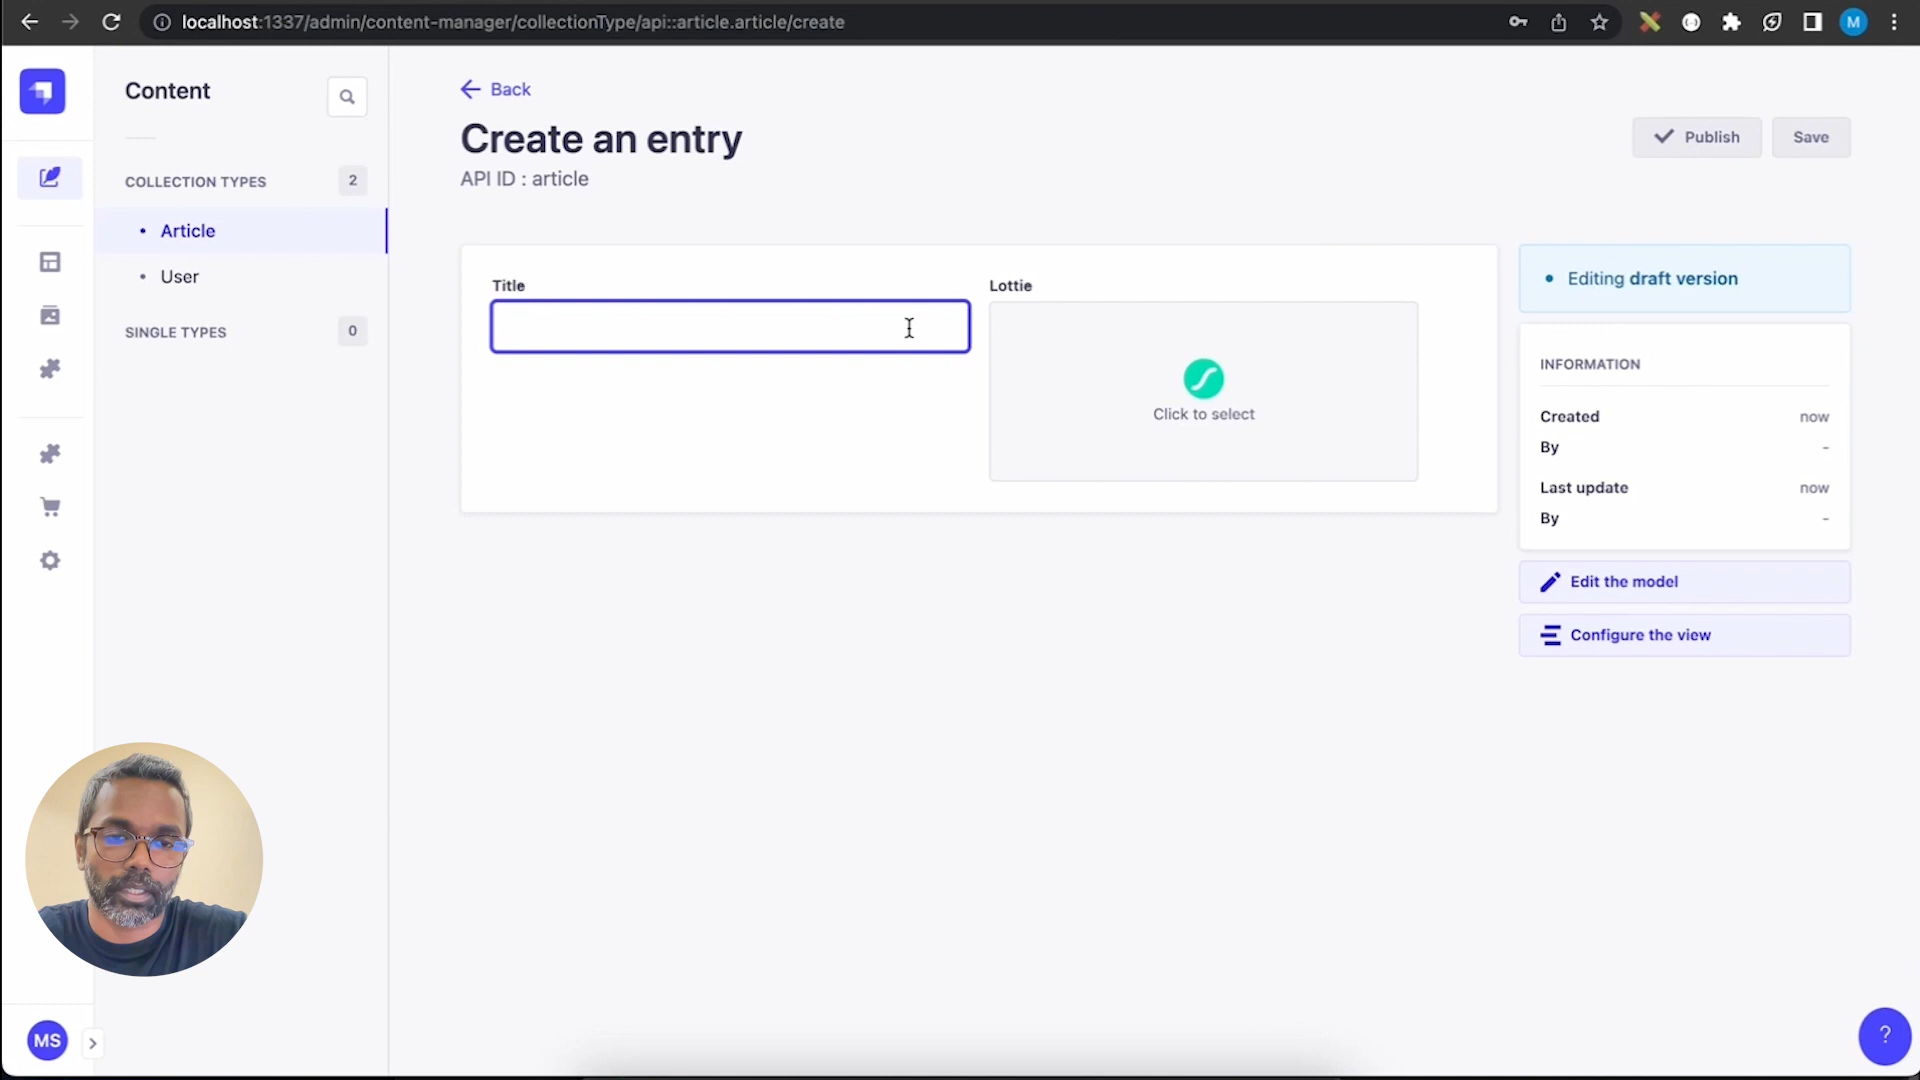 localhost:1337/admin/content-manager/collectionType/api::article.article/create
M
Content
COLLECTION TYPES 2
• Article
• User
SINGLE TYPES 0
MS
Back
Create an entry
API ID : article
Publish
Save
Title
Lottie
Click to select
• Editing draft version
INFORMATION
Created now
By -
Last update now
By -
Edit the model
Configure the view
?